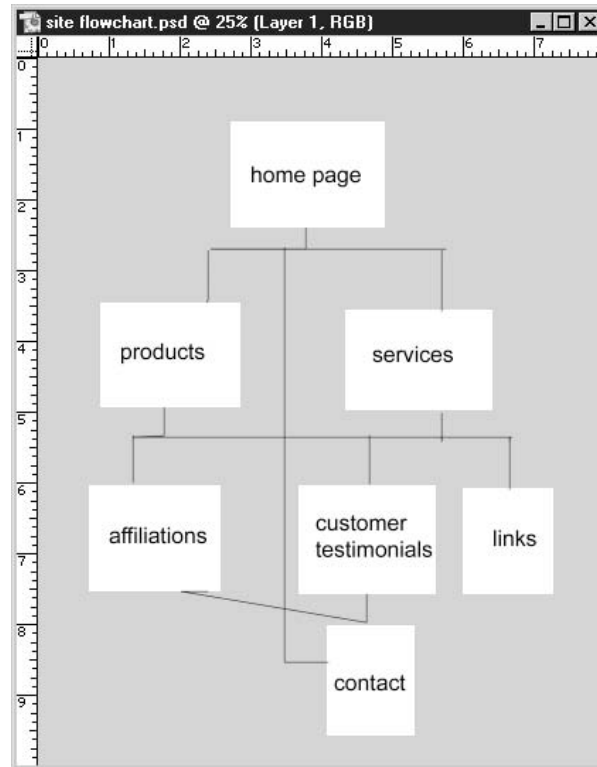 site flowchart.psd @ 25% (Layer 1, RGB)
0 1 2 3 4 5 6 7
0
1
2
3
4
5
6
7
8
9
home page
products
services
affiliations
customer
testimonials
links
contact